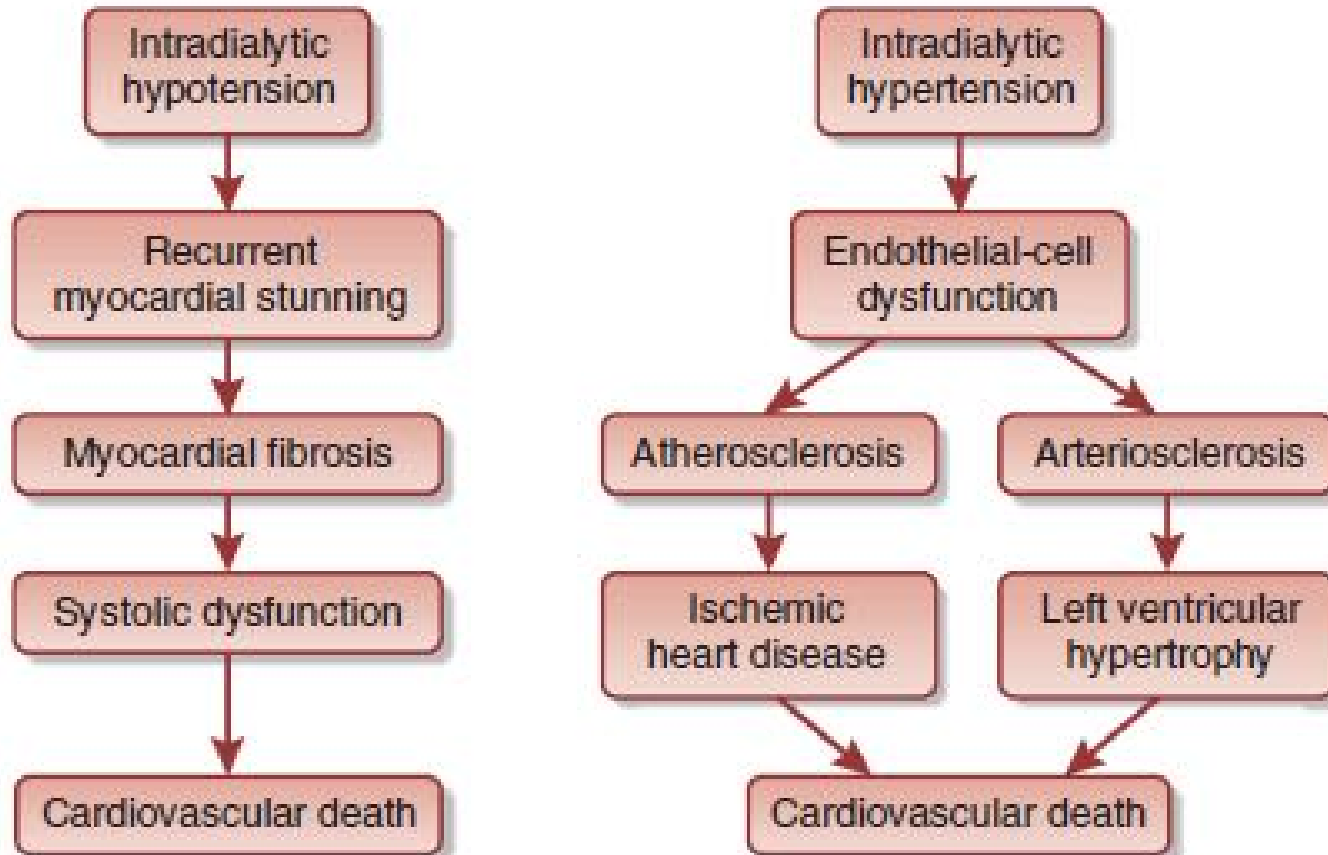 Intradialytic
hypotension
Recurrent
myocardial stunning
Myocardial fibrosis
Systolic dysfunction
Cardiovascular death
Intradialytic
hypertension
Endothelial-cell
dysfunction
Atherosclerosis
Arteriosclerosis
Ischemic
heart disease
Left ventricular
hypertrophy
Cardiovascular death